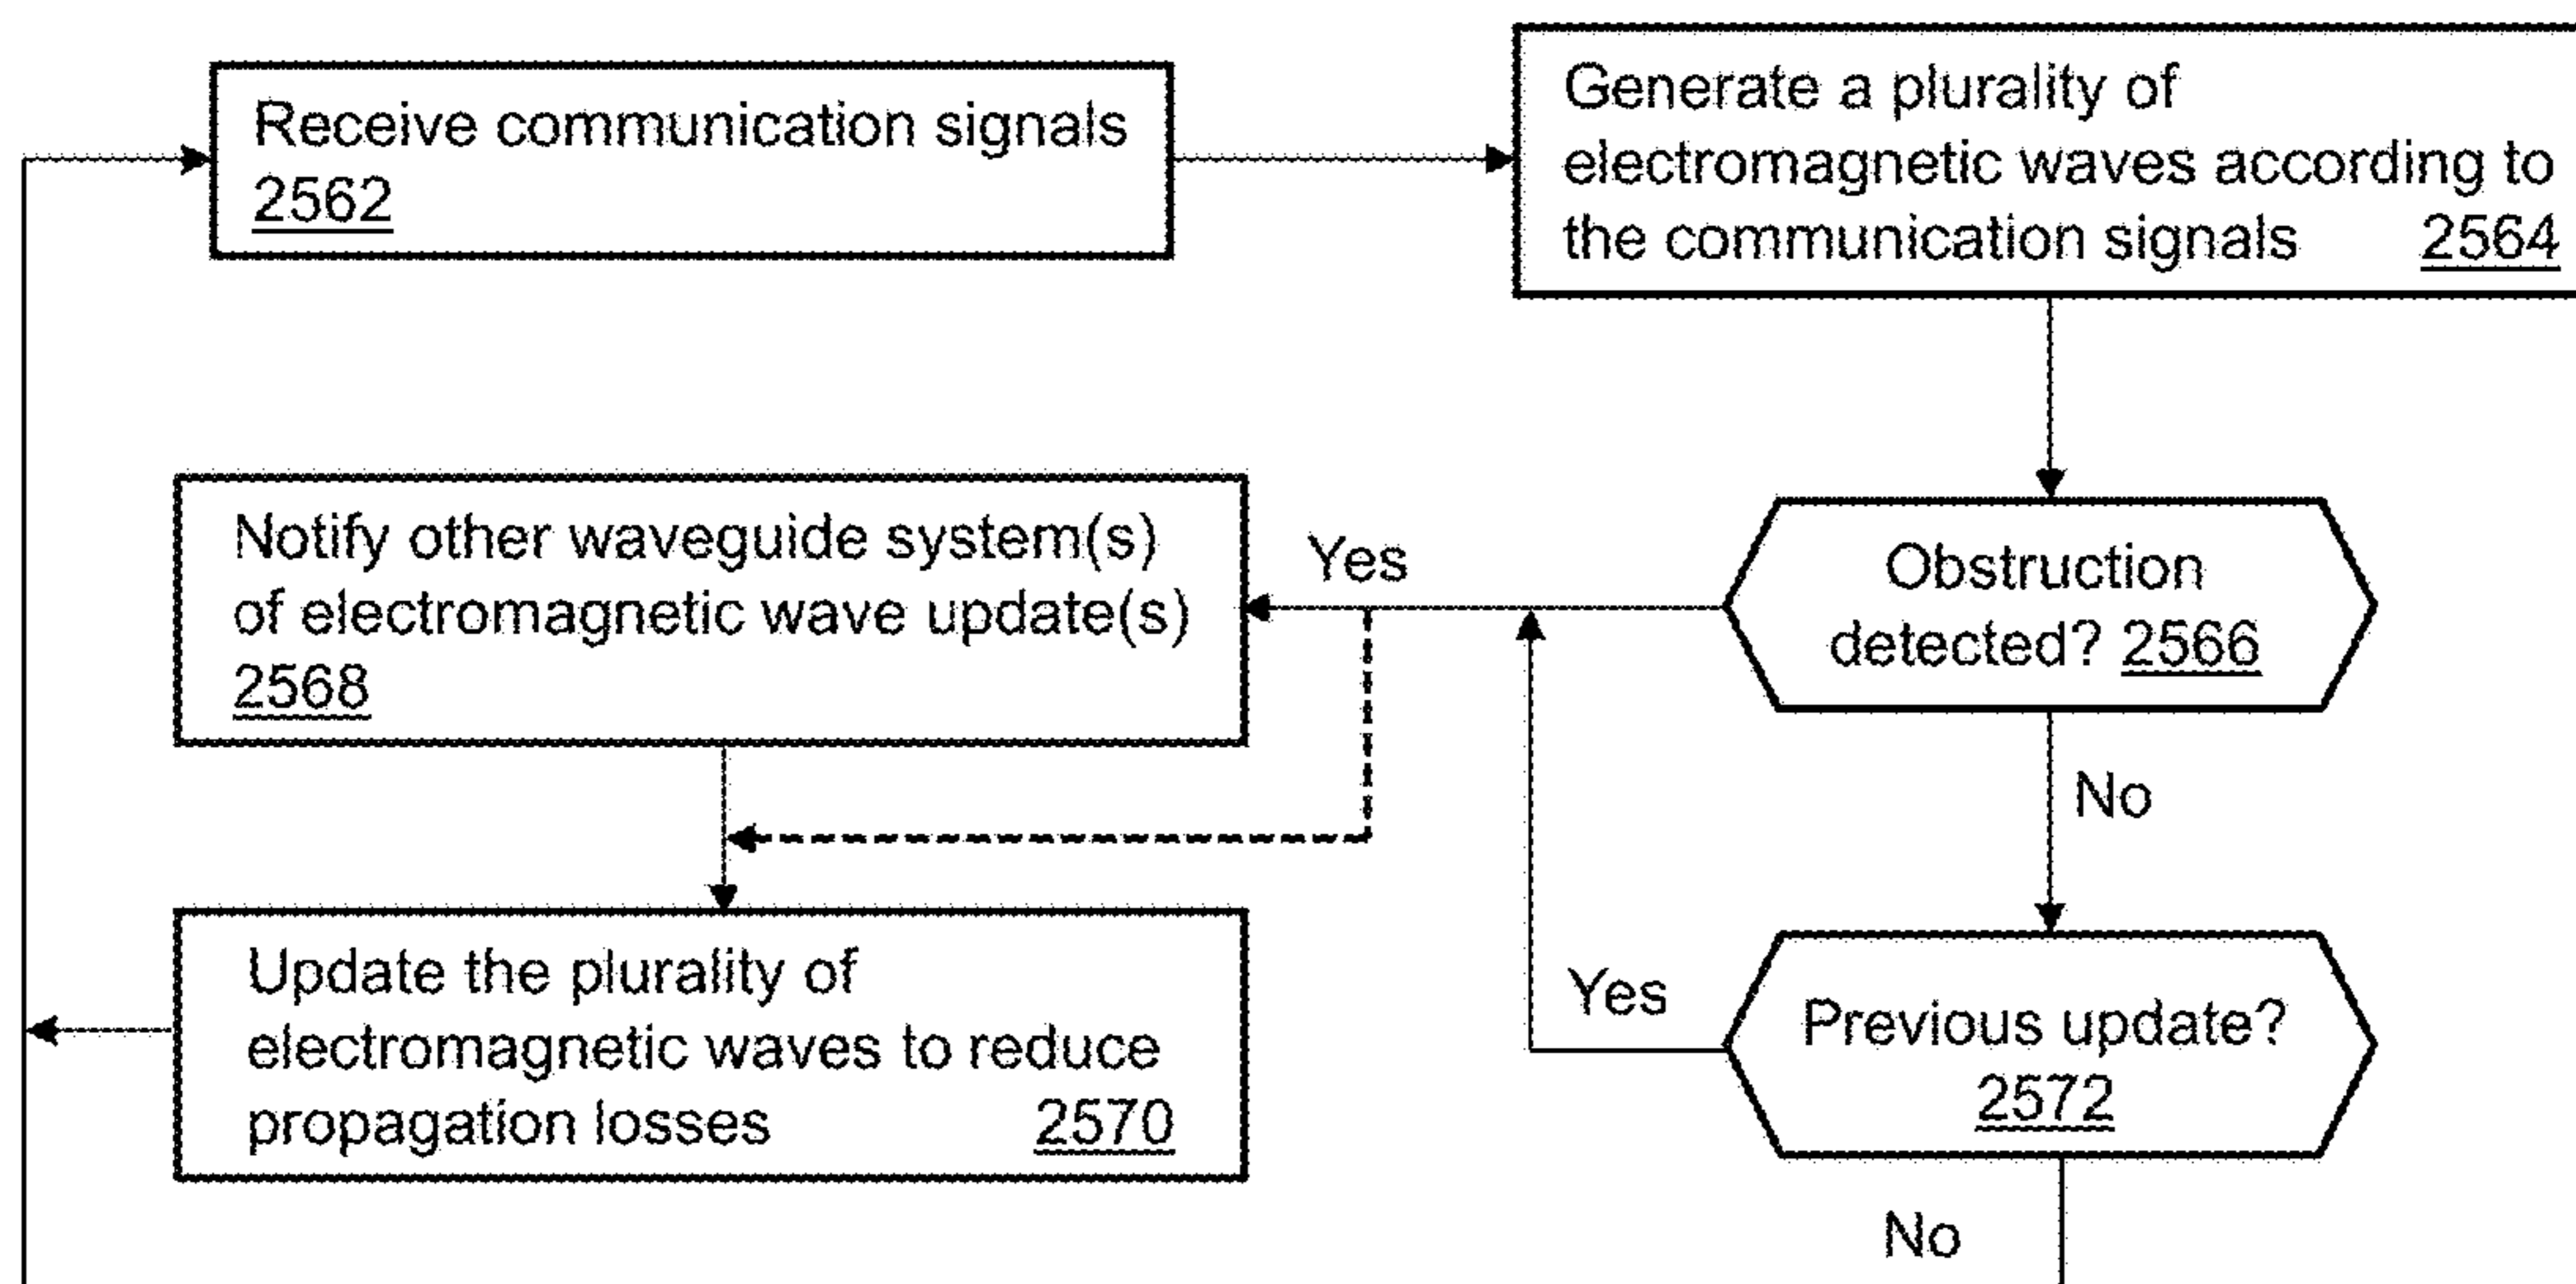 Receive communication signals
2562
Generate a plurality of
electromagnetic waves according to
the communication signals 2564
Obstruction
detected? 2566
Yes
Notify other waveguide system(s)
of electromagnetic wave update(s)
2568
No
Previous update?
2572
Yes
Update the plurality of
electromagnetic waves to reduce
propagation losses 2570
No